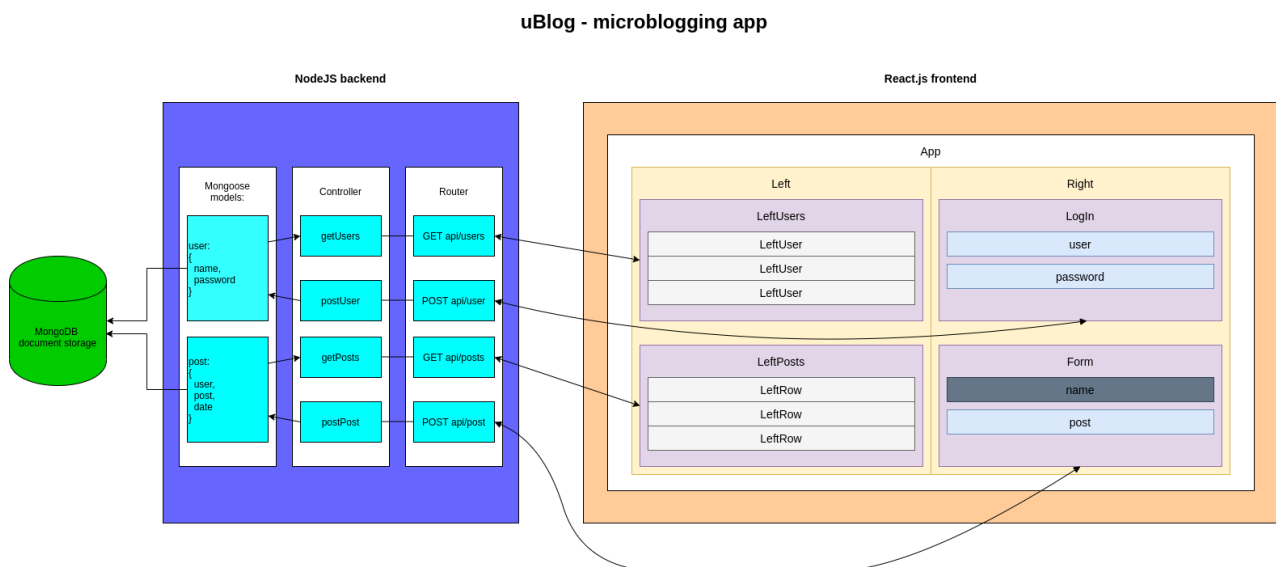 uBlog - microblogging app
NodeJS backend
React.js frontend
MongoDB
document storage
Mongoose
models:
user:
{
name,
password
}
post:
{
user,
post,
date
}
Controller
getUsers
postUser
getPosts
postPost
Router
GET api/users
POST api/user
GET api/posts
POST api/post
App
Left
LeftUsers
LeftUser
LeftUser
LeftUser
LeftPosts
LeftRow
LeftRow
LeftRow
Right
LogIn
user
password
Form
name
post